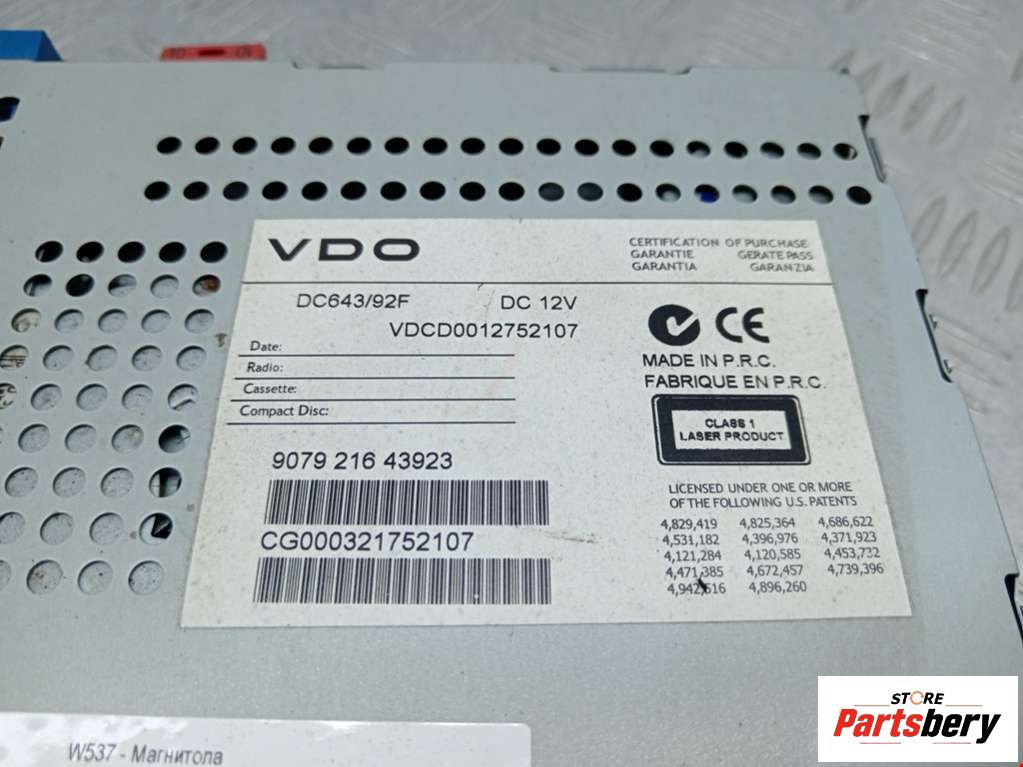 VDO
CERTIFICATION OF PURCHASE
GARANTIE GERATE PASS
GARANTIA GARANZIA
DC643/92F DC 12V
VDCD0012752107
Date:
Radio:
Cassette:
Compact Disc:
CE
MADE IN P.R.C.
FABRIQUE EN P.R.C.
CLASS 1
LASER PRODUCT
9079 216 43923
CG000321752107
LICENSED UNDER ONE OR MORE
OF THE FOLLOWING U.S. PATENTS
4,829,419 4,825,364 4,686,622
4,531,182 4,396,976 4,371,923
4,121,284 4,120,585 4,453,732
4,471,385 4,672,457 4,739,396
4,942,616 4,896,260
W537 - Магнитола
STORE
Partsbery